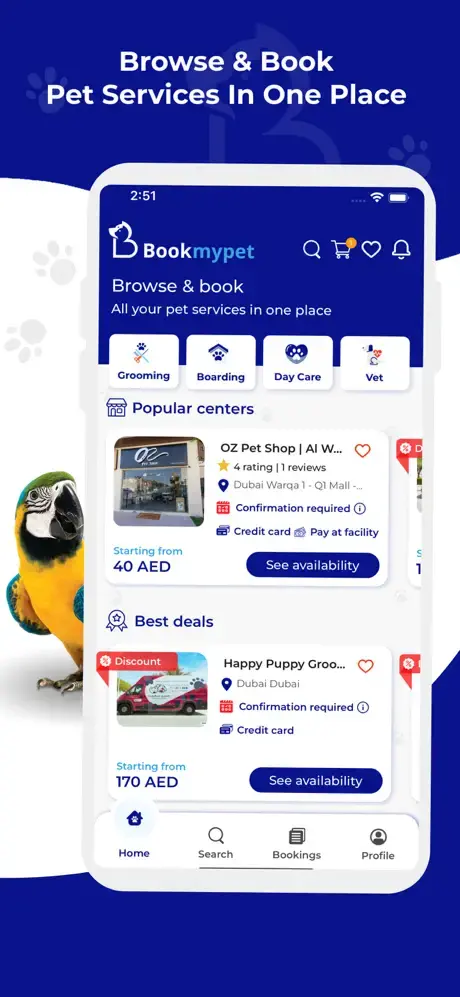 Browse & Book
Pet Services In One Place
2:51
Bookmypet
1
Browse & book
All your pet services in one place
Grooming
Boarding
Day Care
Vet
Popular centers
OZ Pet Shop | Al W...
4 rating | 1 reviews
Dubai Warqa 1 - Q1 Mall -...
Confirmation required
Credit card
Pay at facility
Starting from
40 AED
See availability
Best deals
Discount
Happy Puppy Groo...
Dubai Dubai
Confirmation required
Credit card
Starting from
170 AED
See availability
Home
Search
Bookings
Profile